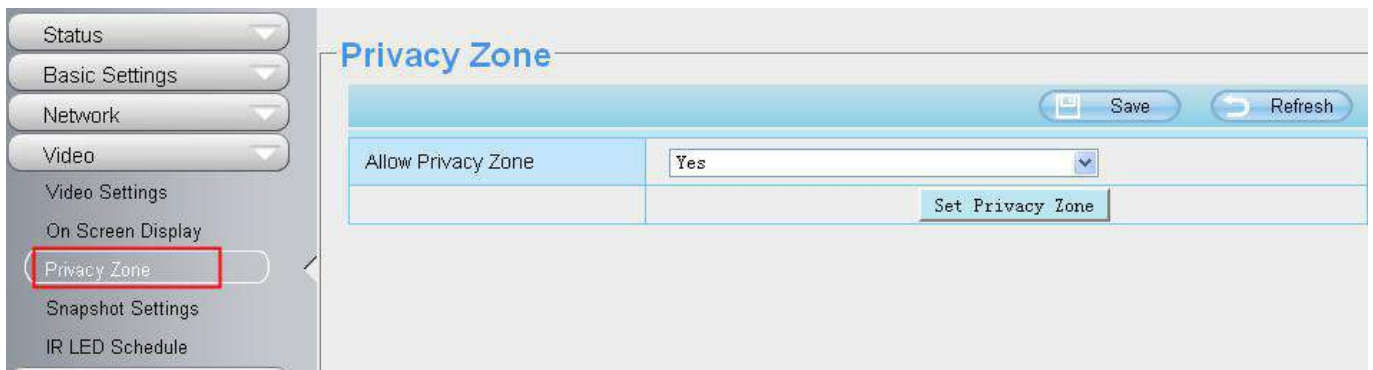 Status
Basic Settings
Network
Video
Video Settings
On Screen Display
Privacy Zone
Snapshot Settings
IR LED Schedule
Privacy Zone
Save Refresh
Allow Privacy Zone Yes
Set Privacy Zone